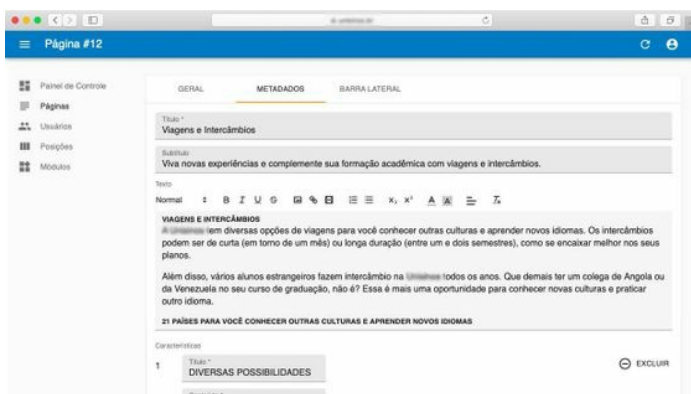 Página #12
Painel de Controle
Páginas
Usuários
Posições
Módulos
GERAL METADADOS BARRA LATERAL
Título *
Viagens e Intercâmbios
Subtítulo
Viva novas experiências e complemente sua formação acadêmica com viagens e intercâmbios.
Texto
Normal B I U S X₂ X² A A Tx
VIAGENS E INTERCÂMBIOS
A tem diversas opções de viagens para você conhecer outras culturas e aprender novos idiomas. Os intercâmbios
podem ser de curta (em torno de um mês) ou longa duração (entre um e dois semestres), como se encaixar melhor nos seus
planos.
Além disso, vários alunos estrangeiros fazem intercâmbio na todos os anos. Que demais ter um colega de Angola ou
da Venezuela no seu curso de graduação, não é? Essa é mais uma oportunidade para conhecer novas culturas e praticar
outro idioma.
21 PAÍSES PARA VOCÊ CONHECER OUTRAS CULTURAS E APRENDER NOVOS IDIOMAS
Características
1 Título * EXCLUIR
DIVERSAS POSSIBILIDADES